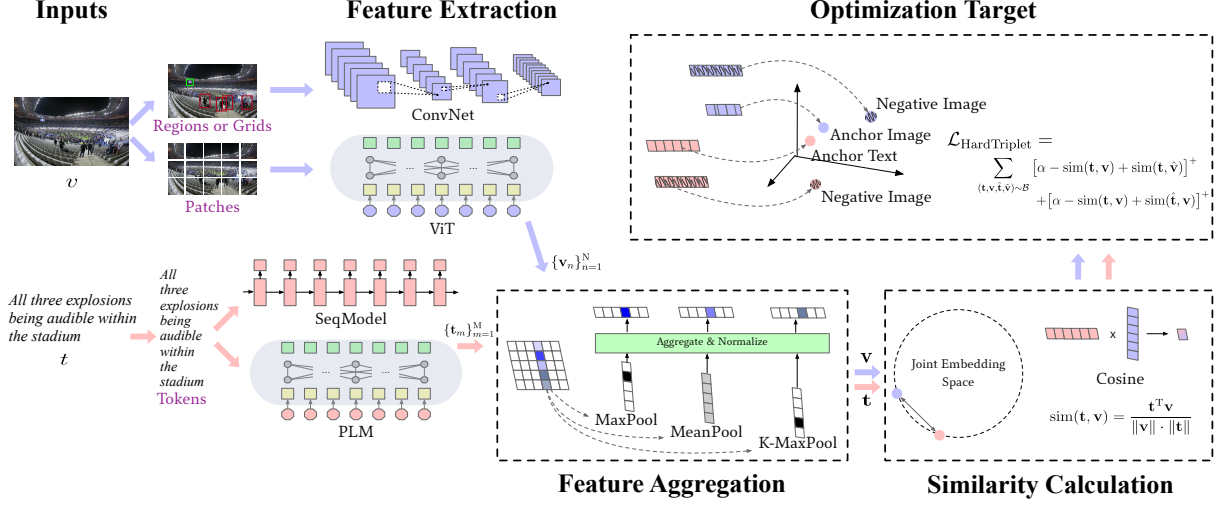 Inputs
Feature Extraction
Optimization Target
Regions or Grids
v
Patches
ConvNet
ViT
Negative Image
Anchor Image
Anchor Text
Negative Image
ℒ_HardTriplet =
∑_(t,v,t̂,v̂)∼ℬ [α − sim(t, v) + sim(t, v̂)]⁺
+[α − sim(t, v) + sim(t̂, v)]⁺
All three explosions
being audible within
the stadium
t
All
three
explosions
being
audible
within
the
stadium
Tokens
SeqModel
...
...
PLM
{v_n}_{n=1}^N
{t_m}_{m=1}^M
Aggregate & Normalize
MaxPool
MeanPool
K-MaxPool
Feature Aggregation
v
t
Joint Embedding
Space
x
Cosine
sim(t, v) = t^T v / ‖v‖ · ‖t‖
Similarity Calculation